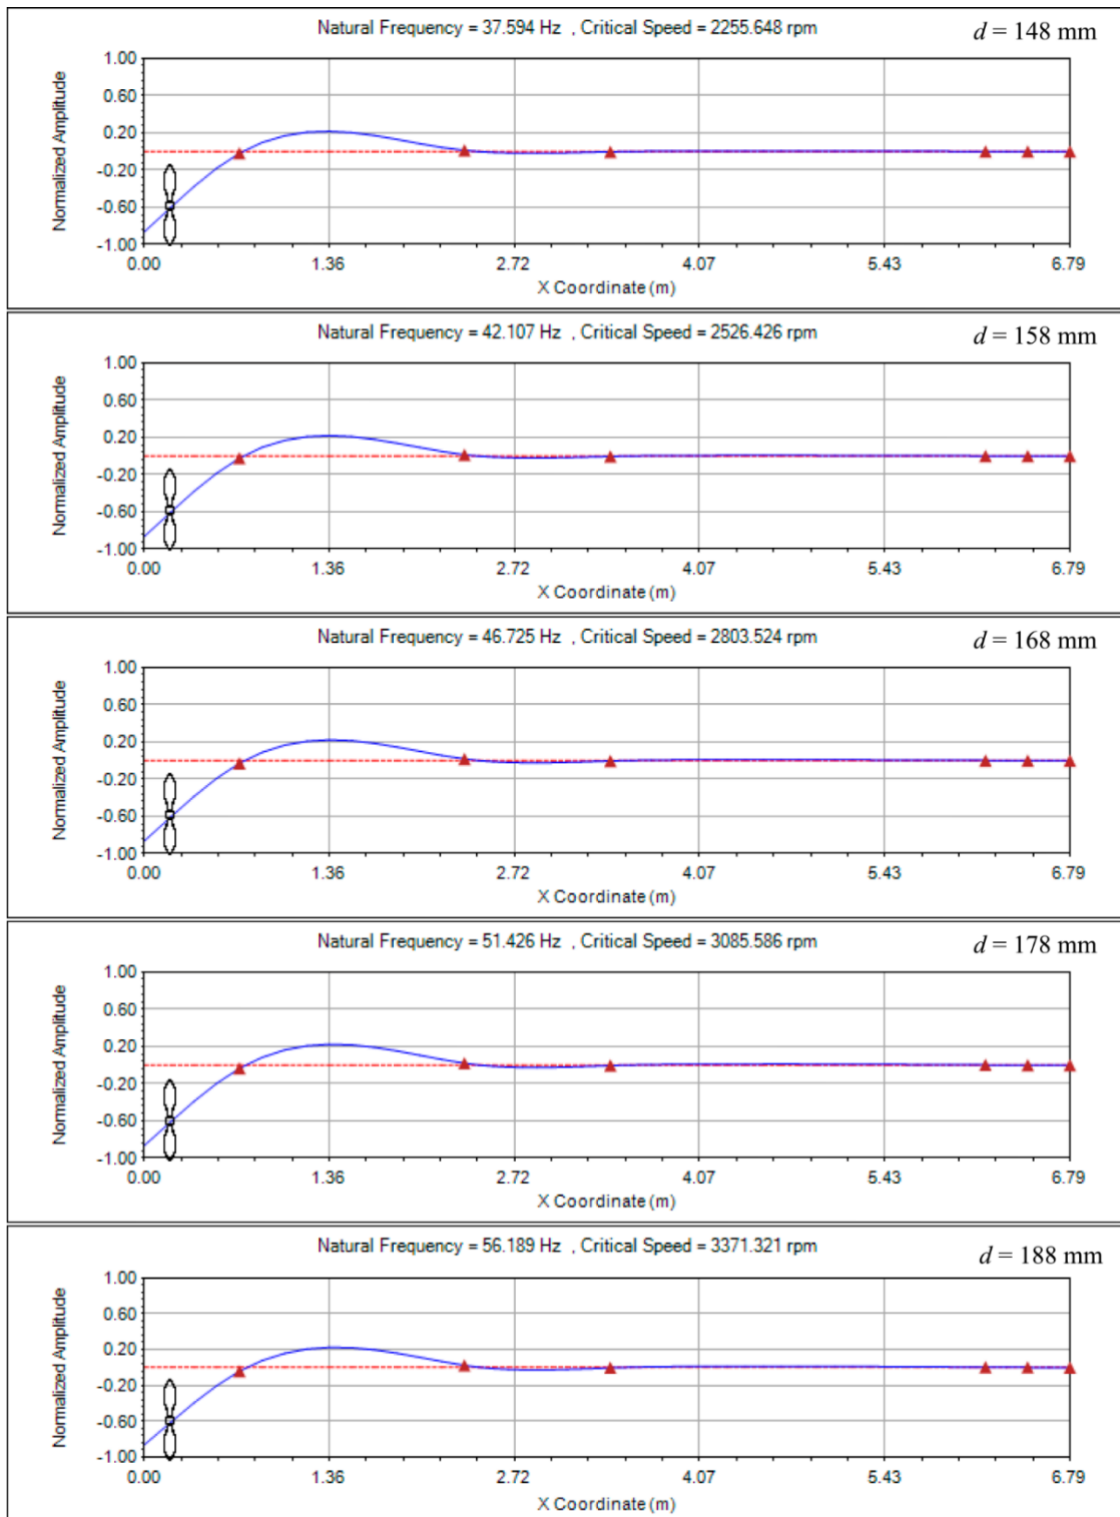 Natural Frequency = 37.594 Hz , Critical Speed = 2255.648 rpm
d = 148 mm
Normalized Amplitude
1.00
0.60
0.20
-0.20
-0.60
-1.00
0.00 1.36 2.72 4.07 5.43 6.79
X Coordinate (m)
Natural Frequency = 42.107 Hz , Critical Speed = 2526.426 rpm
d = 158 mm
Normalized Amplitude
1.00
0.60
0.20
-0.20
-0.60
-1.00
0.00 1.36 2.72 4.07 5.43 6.79
X Coordinate (m)
Natural Frequency = 46.725 Hz , Critical Speed = 2803.524 rpm
d = 168 mm
Normalized Amplitude
1.00
0.60
0.20
-0.20
-0.60
-1.00
0.00 1.36 2.72 4.07 5.43 6.79
X Coordinate (m)
Natural Frequency = 51.426 Hz , Critical Speed = 3085.586 rpm
d = 178 mm
Normalized Amplitude
1.00
0.60
0.20
-0.20
-0.60
-1.00
0.00 1.36 2.72 4.07 5.43 6.79
X Coordinate (m)
Natural Frequency = 56.189 Hz , Critical Speed = 3371.321 rpm
d = 188 mm
Normalized Amplitude
1.00
0.60
0.20
-0.20
-0.60
-1.00
0.00 1.36 2.72 4.07 5.43 6.79
X Coordinate (m)